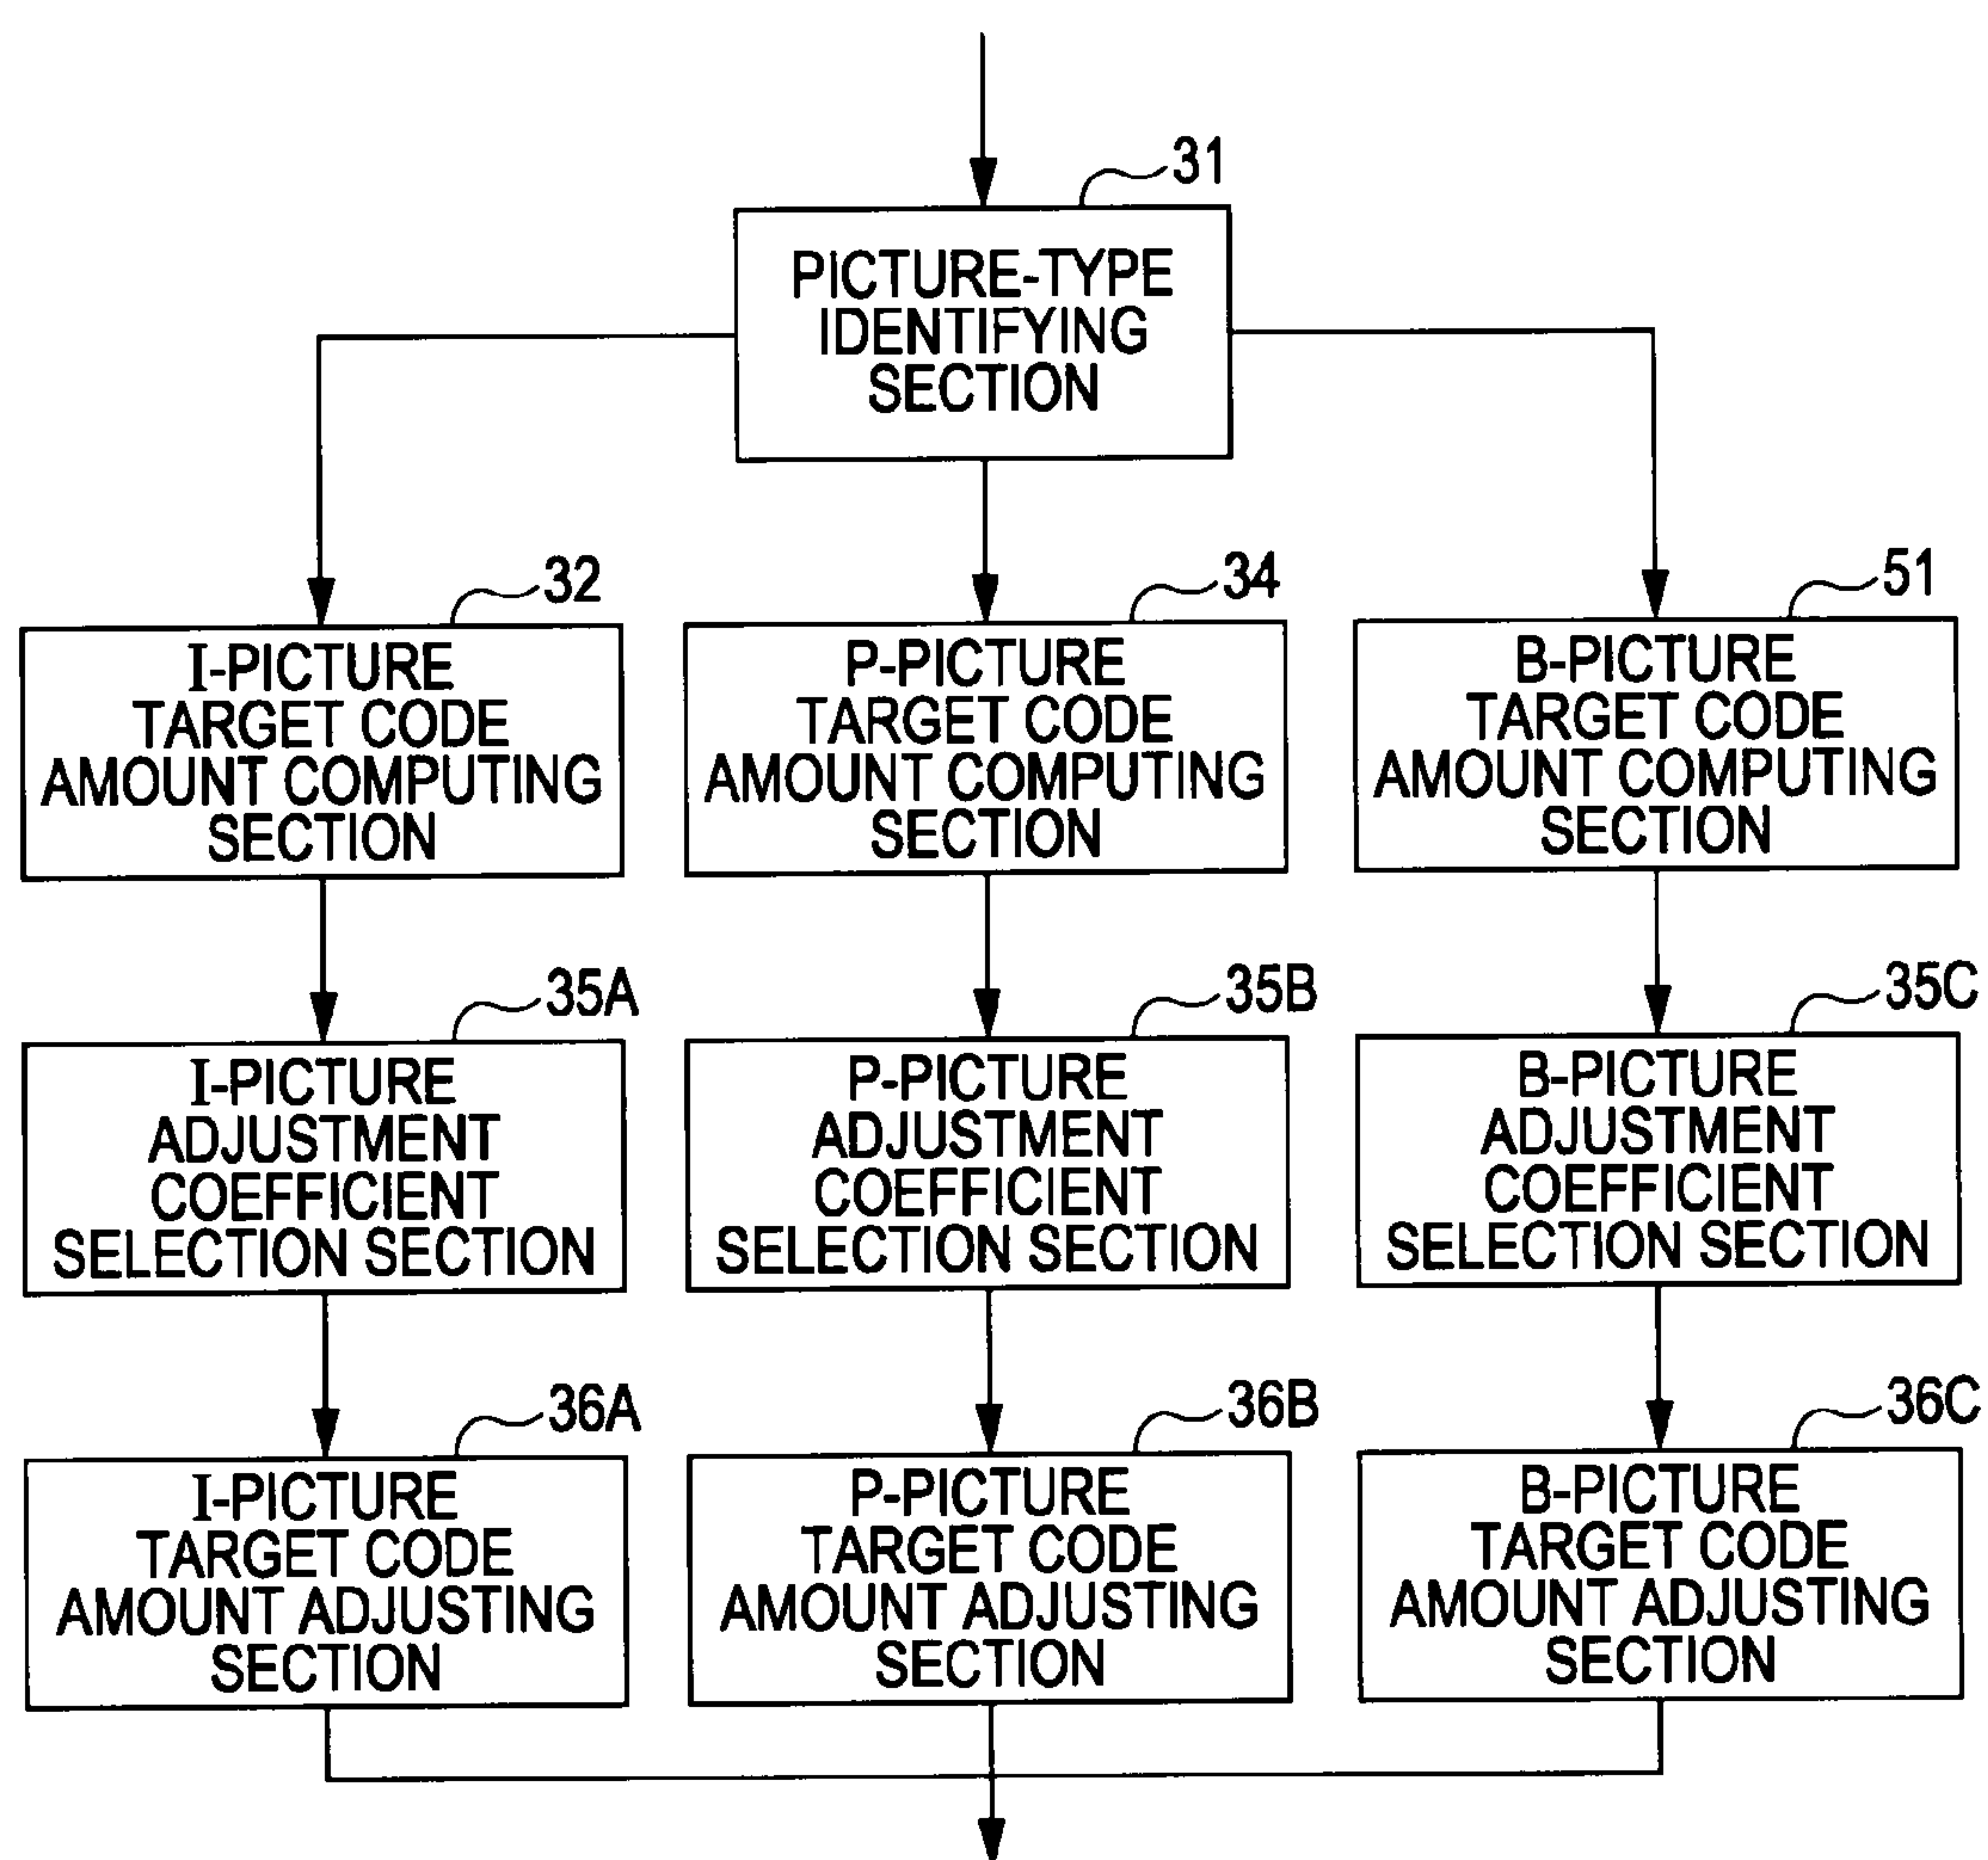 31
PICTURE-TYPE
IDENTIFYING
SECTION
32
I-PICTURE
TARGET CODE
AMOUNT COMPUTING
SECTION
34
P-PICTURE
TARGET CODE
AMOUNT COMPUTING
SECTION
51
B-PICTURE
TARGET CODE
AMOUNT COMPUTING
SECTION
35A
I-PICTURE
ADJUSTMENT
COEFFICIENT
SELECTION SECTION
35B
P-PICTURE
ADJUSTMENT
COEFFICIENT
SELECTION SECTION
35C
B-PICTURE
ADJUSTMENT
COEFFICIENT
SELECTION SECTION
36A
I-PICTURE
TARGET CODE
AMOUNT ADJUSTING
SECTION
36B
P-PICTURE
TARGET CODE
AMOUNT ADJUSTING
SECTION
36C
B-PICTURE
TARGET CODE
AMOUNT ADJUSTING
SECTION